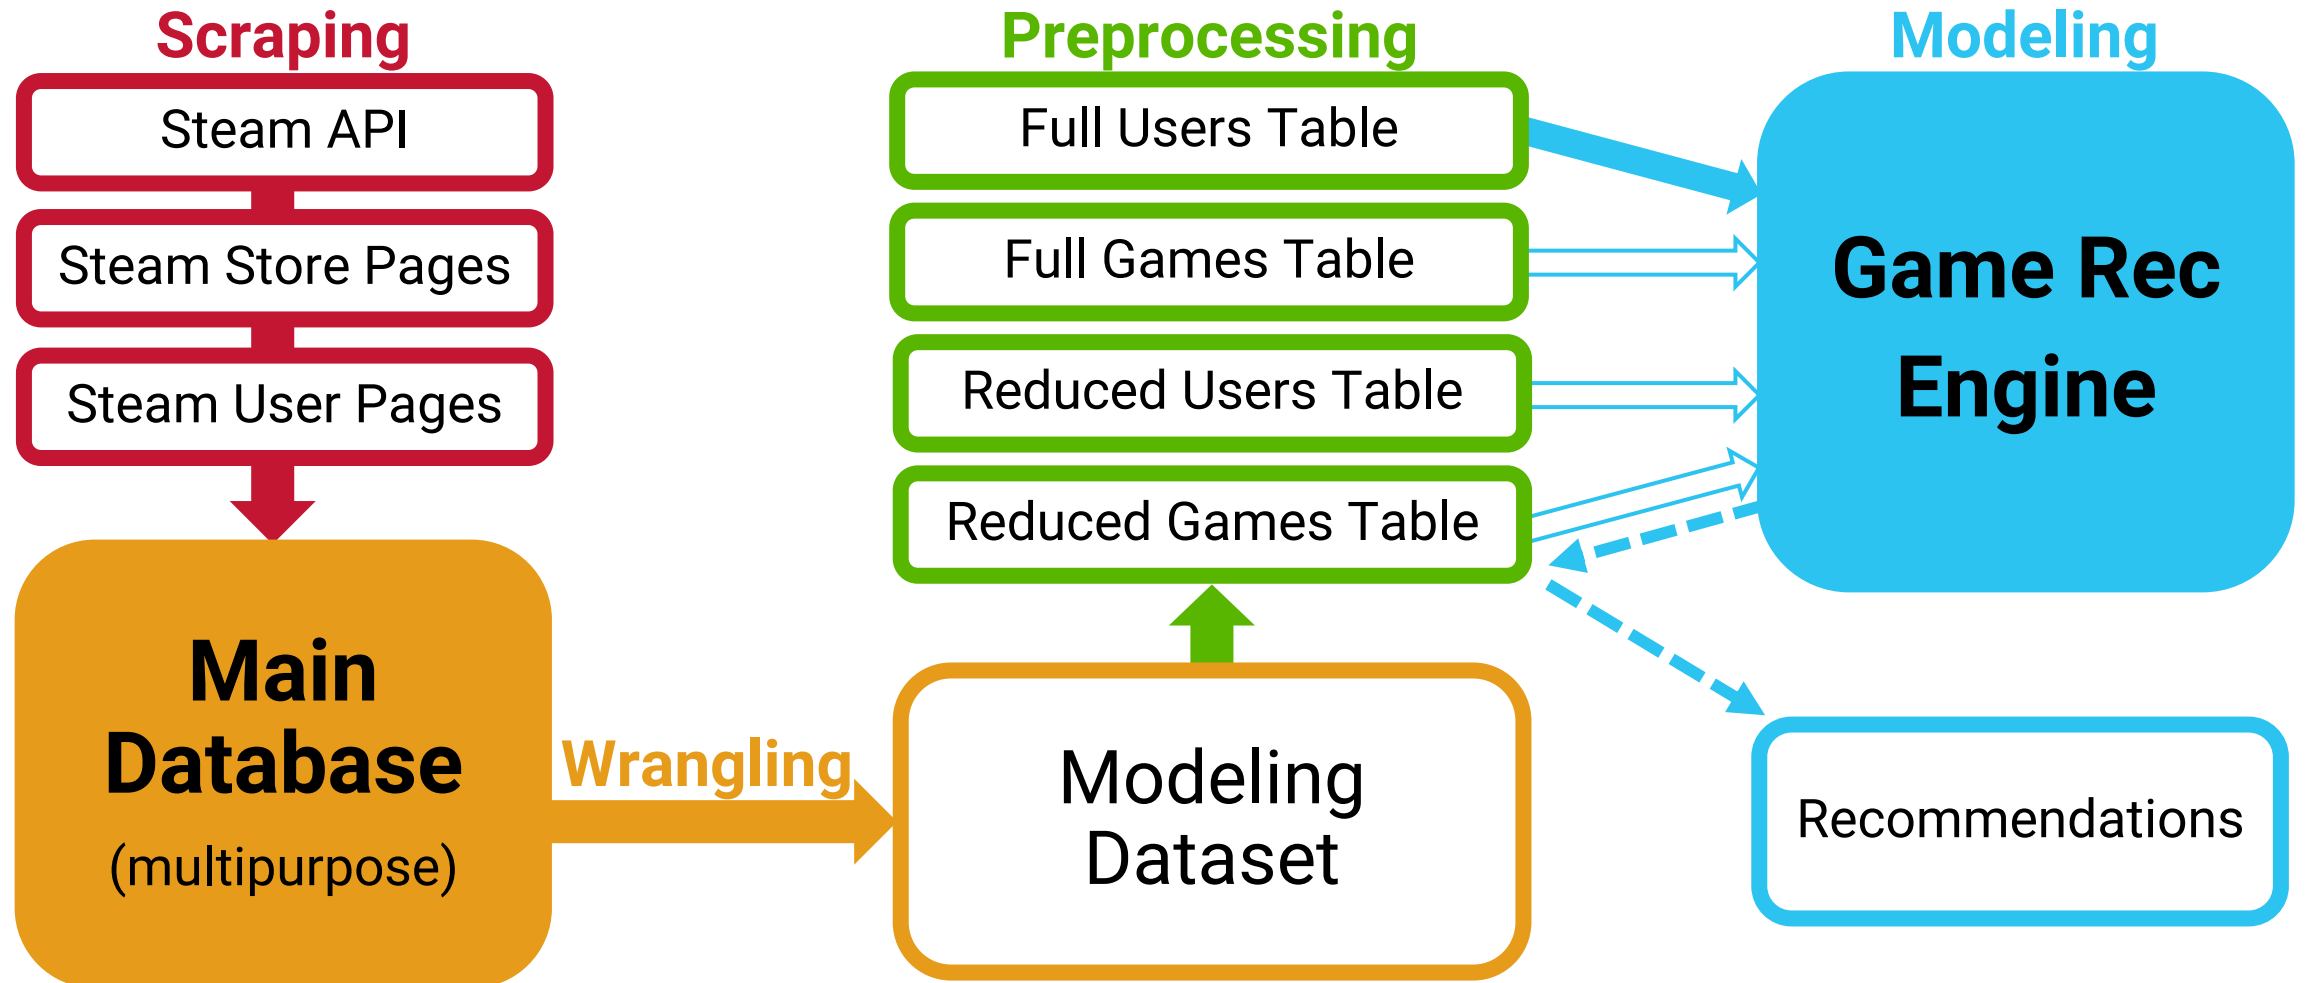 Scraping
Steam API
Steam Store Pages
Steam User Pages
Main
Database
(multipurpose)
Wrangling
Preprocessing
Full Users Table
Full Games Table
Reduced Users Table
Reduced Games Table
Modeling
Dataset
Modeling
Game Rec
Engine
Recommendations